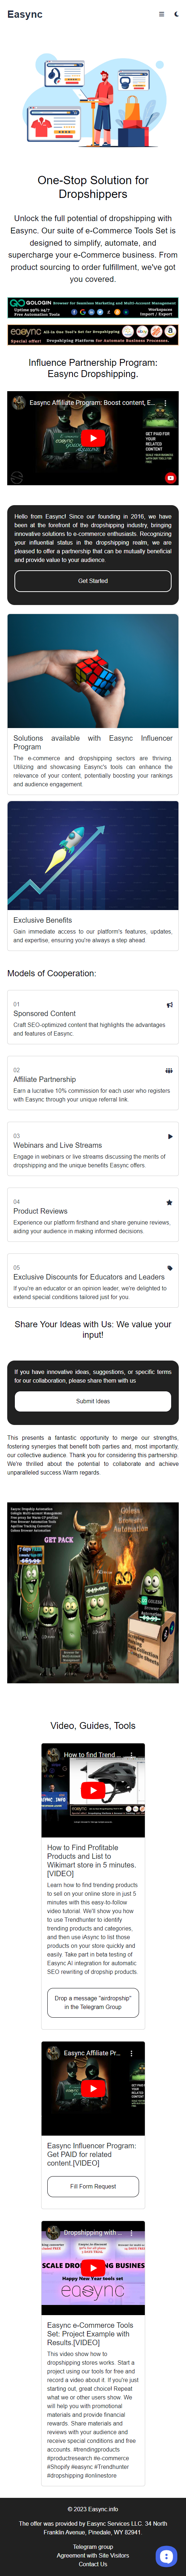 Easync
One-Stop Solution for
Dropshippers
Unlock the full potential of dropshipping with
Easync. Our suite of e-Commerce Tools Set is
designed to simplify, automate, and
supercharge your e-Commerce business. From
product sourcing to order fulfillment, we've got
you covered.
GOLOGIN Browser for Seamless Marketing and Multi-Account Management
Uptime 99% 24/7
Free Automation Tools
Workspaces
Import / Export
easync All-in-One Tool's Set for Dropshipping
Influence Partnership Program:
Easync Dropshipping.
Easync Affiliate Program: Boost content, E...
GET PAID FOR
YOUR
RELATED
CONTENT
Hello from Easync! Since our founding in 2016, we have
been at the forefront of the dropshipping industry, bringing
innovative solutions to e-commerce enthusiasts. Recognizing
your influential status in the dropshipping realm, we are
pleased to offer a partnership that can be mutually beneficial
and provide value to your audience.
Get Started
Solutions available with Easync Influencer
Program
The e-commerce and dropshipping sectors are thriving.
Utilizing and showcasing Easync's tools can enhance the
relevance of your content, potentially boosting your rankings
and audience engagement.
Exclusive Benefits
Gain immediate access to our platform's features, updates,
and expertise, ensuring you're always a step ahead.
Models of Cooperation:
01
Sponsored Content
Craft SEO-optimized content that highlights the advantages
and features of Easync.
02
Affiliate Partnership
Earn a lucrative 10% commission for each user who registers
with Easync through your unique referral link.
03
Webinars and Live Streams
Engage in webinars or live streams discussing the merits of
dropshipping and the unique benefits Easync offers.
04
Product Reviews
Experience our platform firsthand and share genuine reviews,
aiding your audience in making informed decisions.
05
Exclusive Discounts for Educators and Leaders
If you're an educator or an opinion leader, we're delighted to
extend special conditions tailored just for you.
Share Your Ideas with Us: We value your
input!
If you have innovative ideas, suggestions, or specific terms
for our collaboration, please share them with us
Submit Ideas
This presents a fantastic opportunity to merge our strengths,
fostering synergies that benefit both parties and, most importantly,
our collective audience. Thank you for considering this partnership.
We're thrilled about the potential to collaborate and achieve
unparalleled success.Warm regards.
GET PACK
Video, Guides, Tools
How to find Trend ...
How to Find Profitable
Products and List to
Wikimart store in 5 minutes.
[VIDEO]
Learn how to find trending products
to sell on your online store in just 5
minutes with this easy-to-follow
video tutorial. We'll show you how
to use Trendhunter to identify
trending products and categories,
and then use iAsync to list those
products on your store quickly and
easily. Take part in beta testing of
Easync AI integration for automatic
SEO rewriting of dropship products.
Drop a message "airdropship"
in the Telegram Group
Easync Affiliate Pr...
Easync Influencer Program:
Get PAID for related
content.[VIDEO]
Fill Form Request
Dropshipping with ...
SCALE DROPSHIPPING BUSINESS
Happy New Year tools set
easync
Easync e-Commerce Tools
Set: Project Example with
Results.[VIDEO]
This video show how to
dropshipping stores works. Start a
project using our tools for free and
record a video about it. If you're just
starting out, great choice! Repeat
what we or other users show. We
will help you with promotional
materials and provide financial
rewards. Share materials and
reviews with your audience and
receive special conditions and free
accounts. #trendingproducts
#productresearch #e-commerce
#Shopify #easync #Trendhunter
#dropshipping #onlinestore
© 2023 Easync.info
The offer was provided by Easync Services LLC. 34 North
Franklin Avenue, Pinedale, WY 82941.
Telegram group
Agreement with Site Visitors
Contact Us